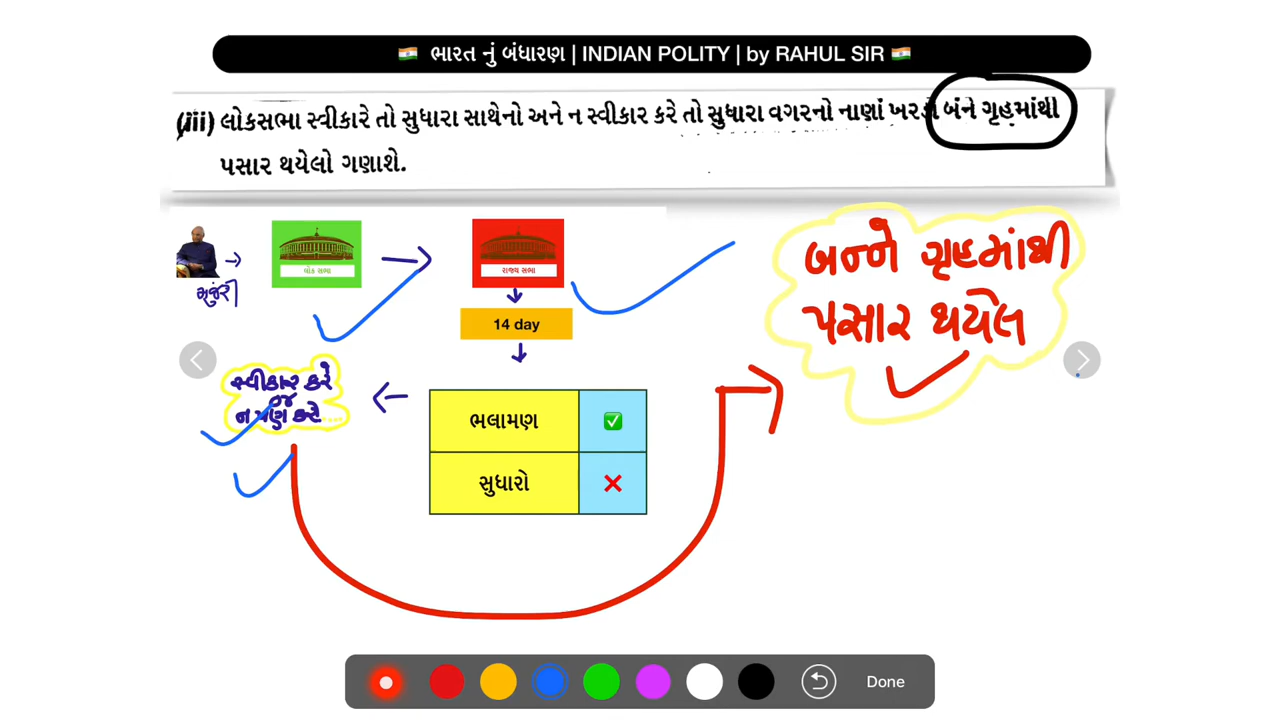 🇮🇳 ભારત નું બંધારણ | INDIAN POLITY | by RAHUL SIR 🇮🇳
(iii) લોકસભા સ્વીકારે તો સુધારા સાથેનો અને ન સ્વીકાર કરે તો સુધારા વગરનો નાણાં ખરડો બંને ગૃહમાંથી
પસાર થયેલો ગણાશે.
મંજૂરી
લોક સભા
રાજ્ય સભા
14 day
ભલામણ ✅
સુધારો ❌
સ્વીકાર કરે
ન પણ કરે
બન્ને ગૃહમાંથી
પસાર થયેલ
Done